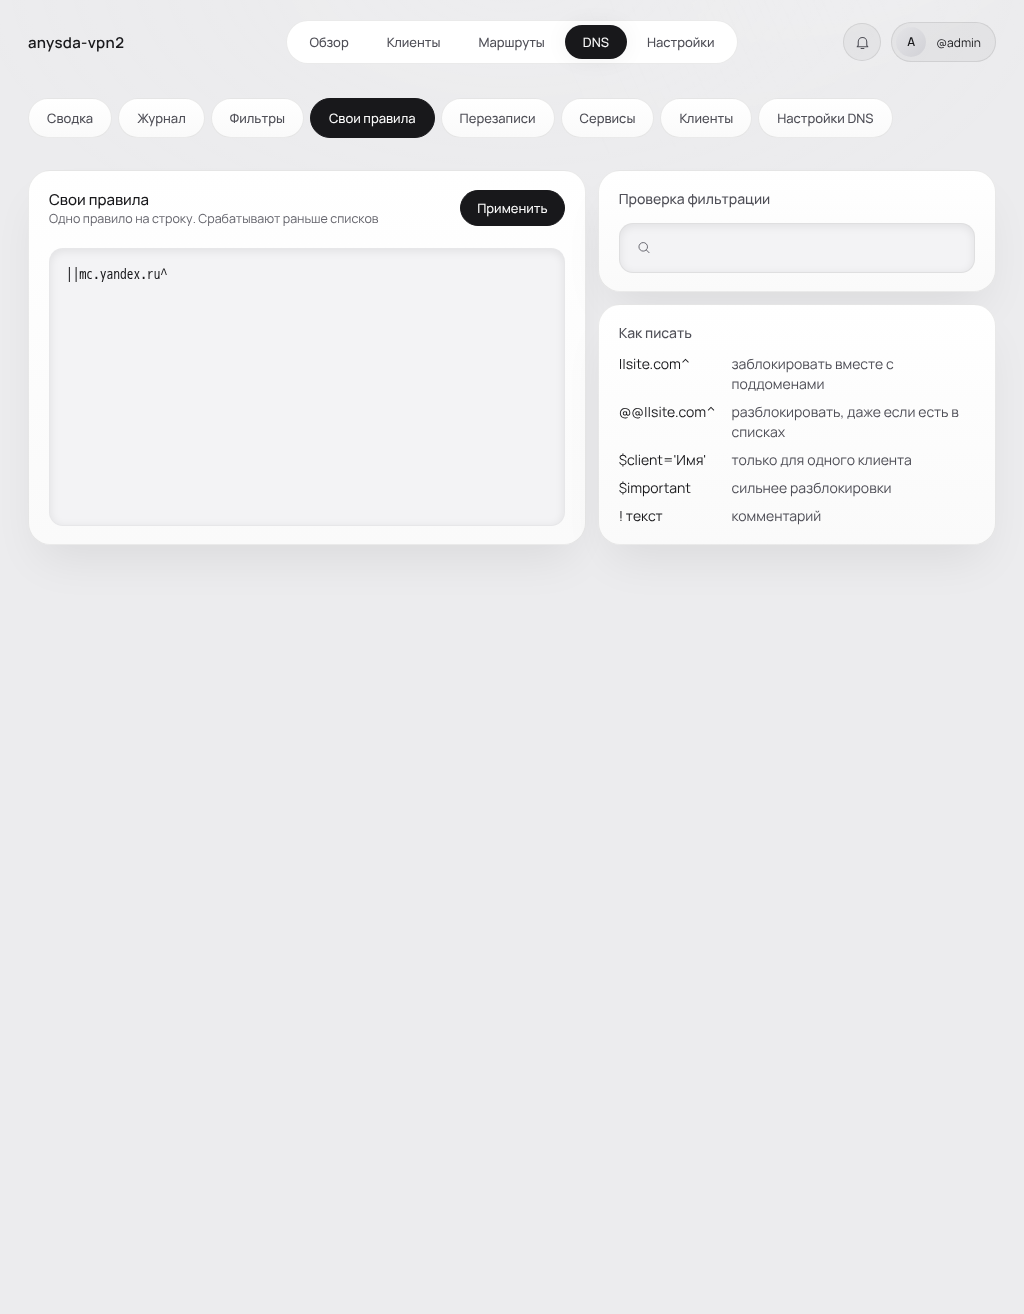 anysda-vpn2
Обзор
Клиенты
Маршруты
DNS
Настройки
A
@admin
Сводка
Журнал
Фильтры
Свои правила
Перезаписи
Сервисы
Клиенты
Настройки DNS
Свои правила
Одно правило на строку. Срабатывают раньше списков
Применить
||mc.yandex.ru^
Проверка фильтрации
Как писать
||site.com^
заблокировать вместе с
поддоменами
@@||site.com^
разблокировать, даже если есть в
списках
$client='Имя'
только для одного клиента
$important
сильнее разблокировки
! текст
комментарий